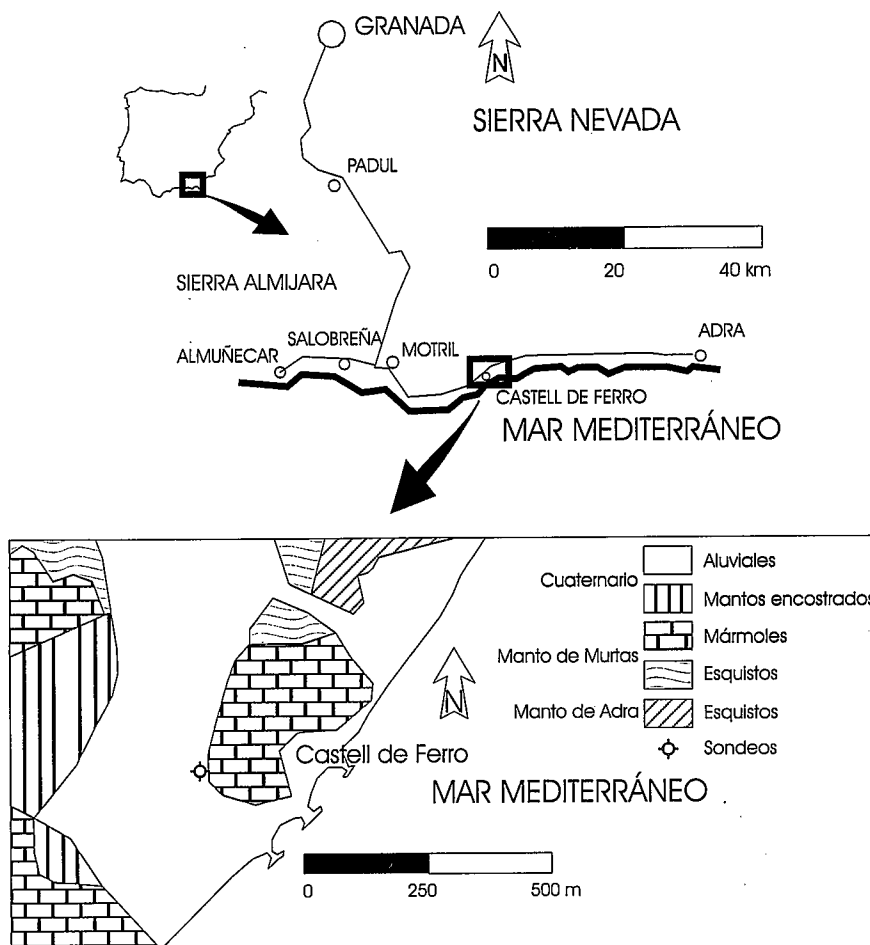 GRANADA
N
SIERRA NEVADA
PADUL
0 20 40 km
SIERRA ALMIJARA
ADRA
SALOBREÑA
MOTRIL
ALMUÑECAR
CASTELL DE FERRO
MAR MEDITERRÁNEO
Cuaternario
Aluviales
Mantos encostrados
Manto de Murtas
Mármoles
Esquistos
Manto de Adra
Esquistos
Sondeos
N
Castell de Ferro
MAR MEDITERRÁNEO
0 250 500 m